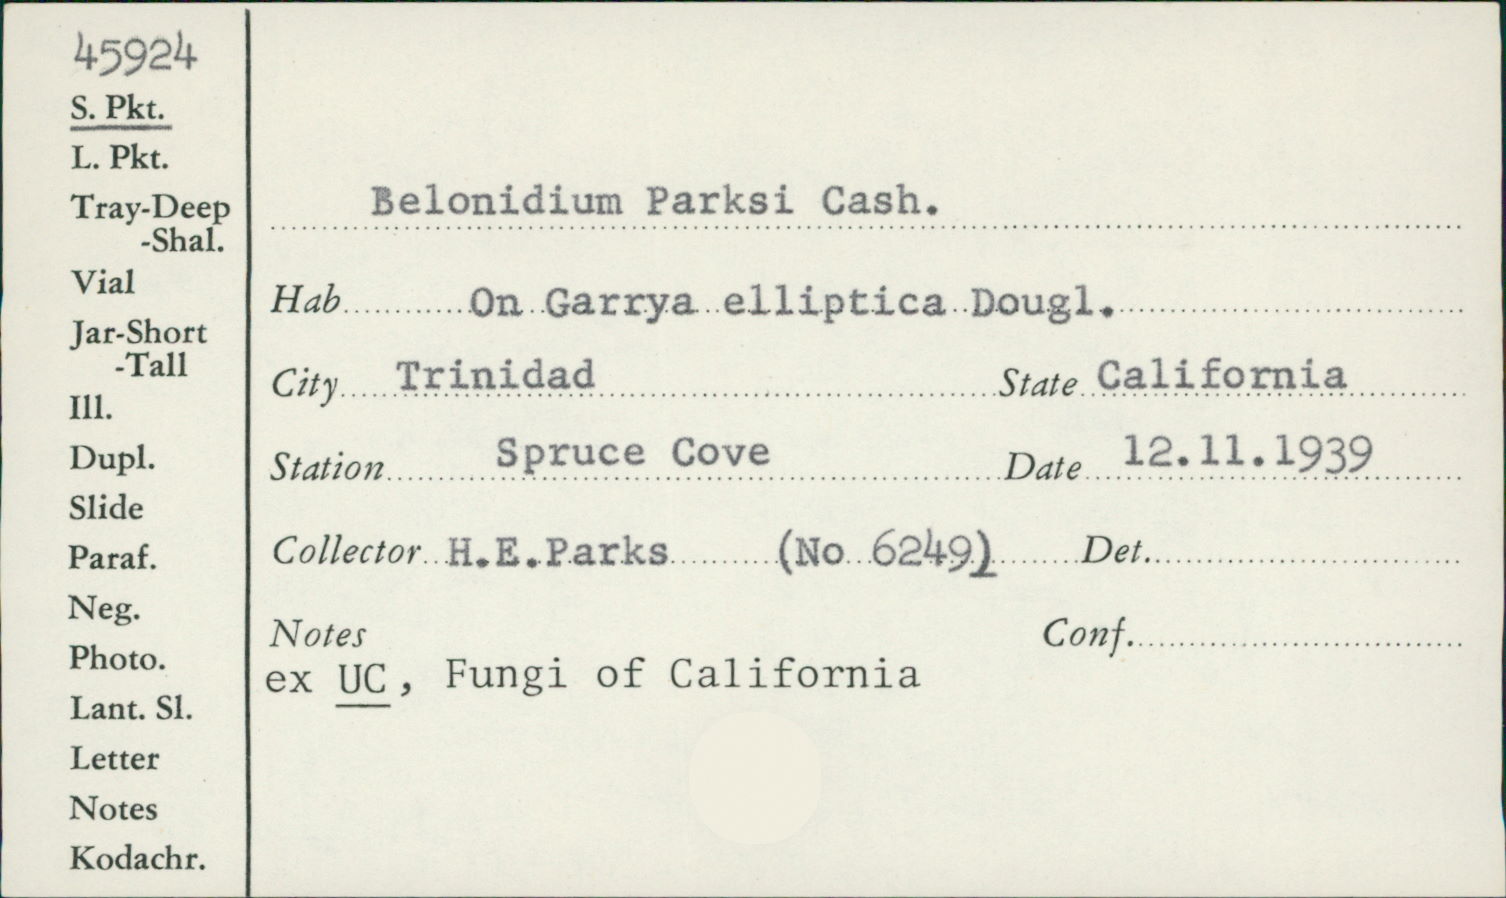 45924
S. Pkt.
L. Pkt.
Tray-Deep
-Shal.
Vial
Jar-Short
-Tall
Ill.
Dupl.
Slide
Paraf.
Neg.
Photo.
Lant. Sl.
Letter
Notes
Kodachr.
Belonidium Parksi Cash.
Hab. On Garrya elliptica Dougl.
City Trinidad State California
Station Spruce Cove Date 12.11.1939
Collector H.E.Parks (No 6249) Det.
Notes Conf.
ex UC, Fungi of California